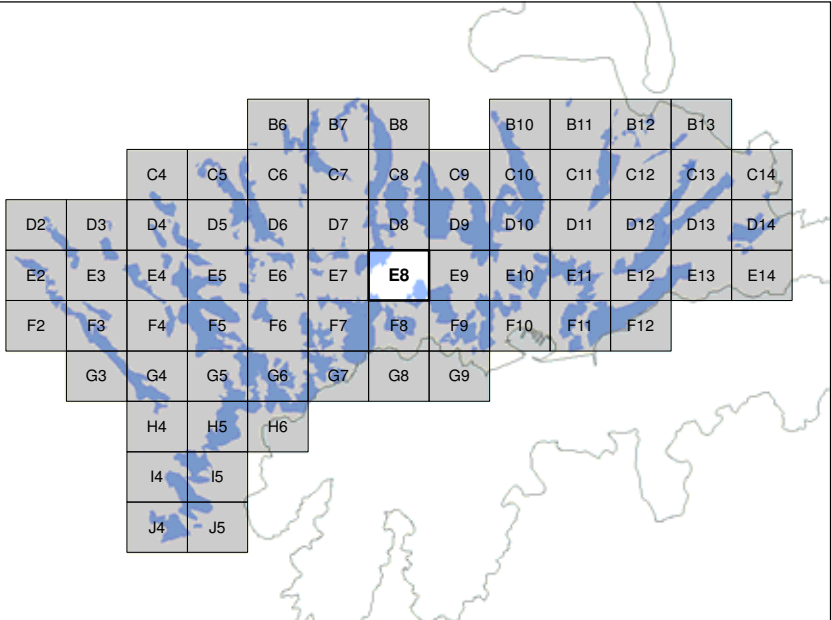 B6 B7 B8 B10 B11 B12 B13
C4 C5 C6 C7 C8 C9 C10 C11 C12 C13 C14
D2 D3 D4 D5 D6 D7 D8 D9 D10 D11 D12 D13 D14
E2 E3 E4 E5 E6 E7 E8 E9 E10 E11 E12 E13 E14
F2 F3 F4 F5 F6 F7 F8 F9 F10 F11 F12
G3 G4 G5 G6 G7 G8 G9
H4 H5 H6
I4 I5
J4 J5